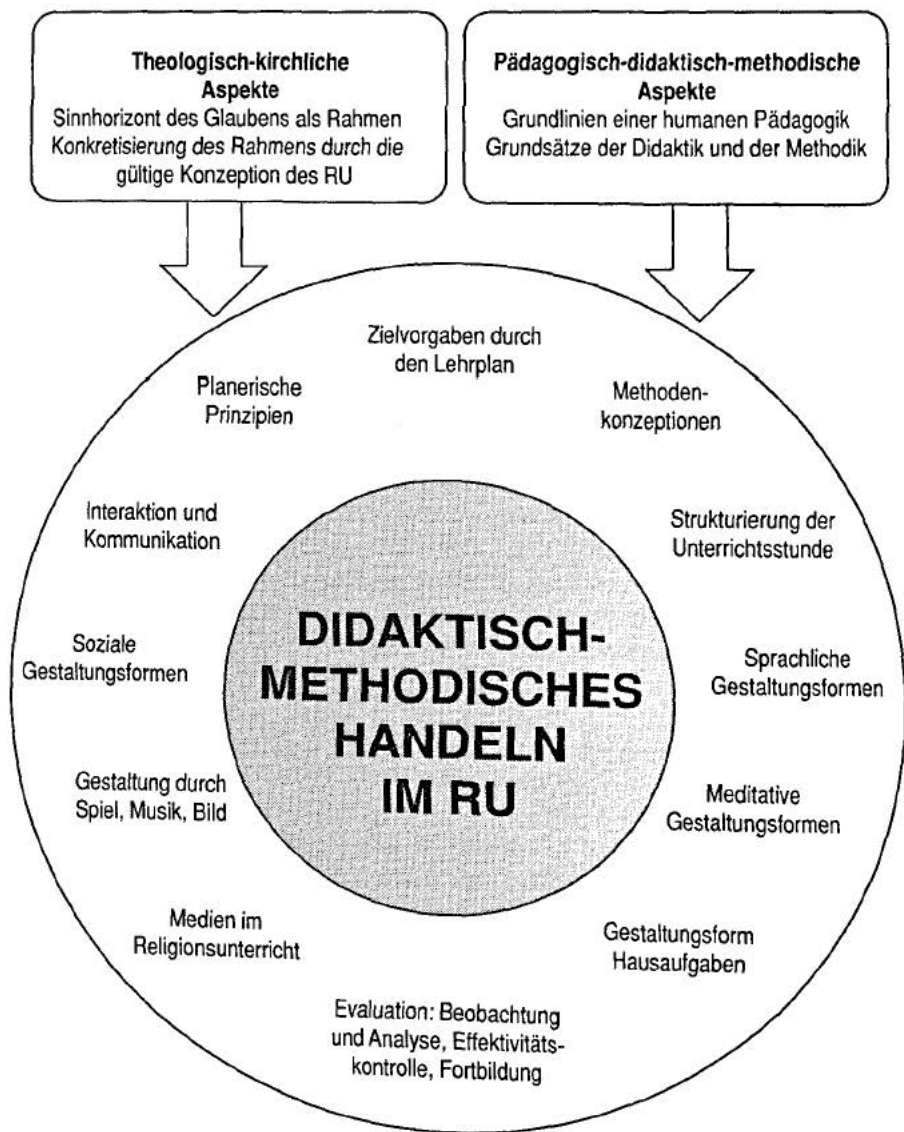 Theologisch-kirchliche
Aspekte
Sinnhorizont des Glaubens als Rahmen
Konkretisierung des Rahmens durch die
gültige Konzeption des RU
Pädagogisch-didaktisch-methodische
Aspekte
Grundlinien einer humanen Pädagogik
Grundsätze der Didaktik und der Methodik
Zielvorgaben durch
den Lehrplan
Planerische
Prinzipien
Methoden-
konzeptionen
Interaktion und
Kommunikation
Strukturierung der
Unterrichtsstunde
Soziale
Gestaltungsformen
DIDAKTISCH-
METHODISCHES
HANDELN
IM RU
Sprachliche
Gestaltungsformen
Gestaltung durch
Spiel, Musik, Bild
Meditative
Gestaltungsformen
Medien im
Religionsunterricht
Gestaltungsform
Hausaufgaben
Evaluation: Beobachtung
und Analyse, Effektivitäts-
kontrolle, Fortbildung